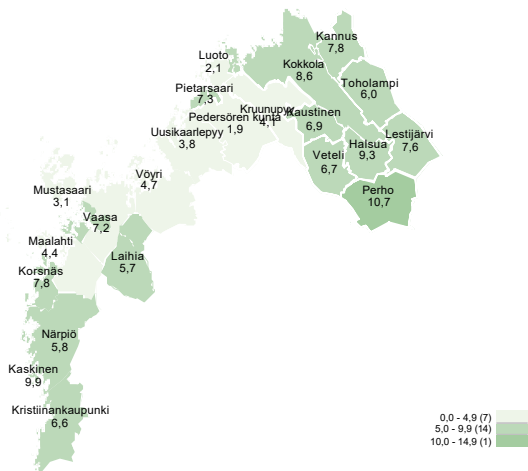 Kannus
7,8
Luoto
2,1
Kokkola
8,6
Toholampi
6,0
Pietarsaari
7,3
Kruunupyy
4,1
Pedersören kunta
1,9
Kaustinen
6,9
Uusikaarlepyy
3,8
Lestijärvi
7,6
Halsua
9,3
Veteli
6,7
Vöyri
4,7
Perho
10,7
Mustasaari
3,1
Vaasa
7,2
Maalahti
4,4
Laihia
5,7
Korsnäs
7,8
Närpiö
5,8
Kaskinen
9,9
Kristiinankaupunki
6,6
0,0 - 4,9 (7)
5,0 - 9,9 (14)
10,0 - 14,9 (1)